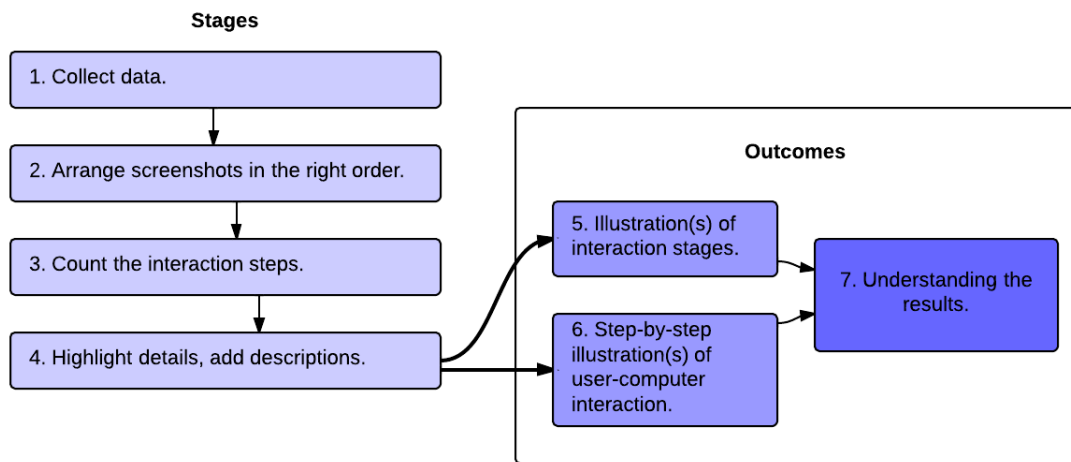 Stages
1. Collect data.
2. Arrange screenshots in the right order.
3. Count the interaction steps.
4. Highlight details, add descriptions.
Outcomes
5. Illustration(s) of
interaction stages.
6. Step-by-step
illustration(s) of
user-computer
interaction.
7. Understanding the
results.